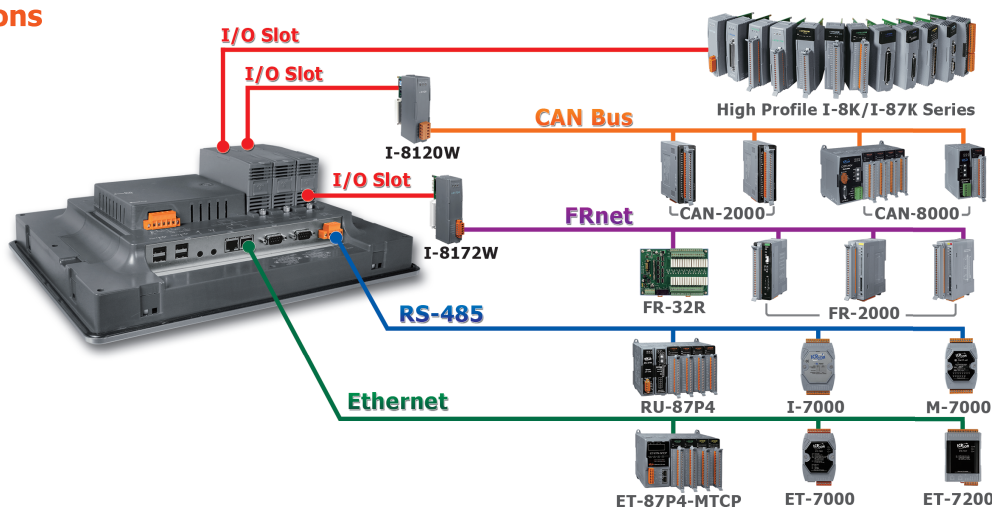 ons
I/O Slot
I/O Slot
High Profile I-8K/I-87K Series
CAN Bus
I-8120W
I/O Slot
CAN-2000
CAN-8000
FRnet
I-8172W
FR-32R
FR-2000
RS-485
RU-87P4
I-7000
M-7000
Ethernet
ET-87P4-MTCP
ET-7000
ET-7200